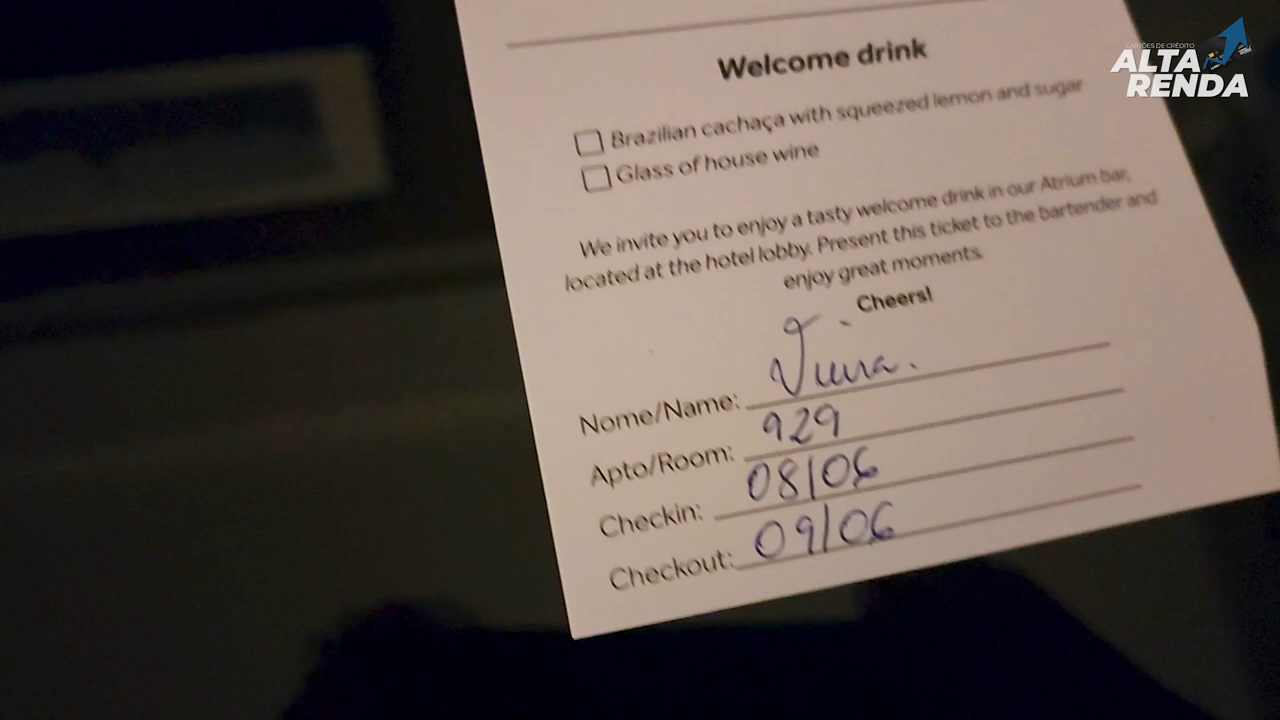 CARTÕES DE CRÉDITO
ALTA
RENDA
Welcome drink
Brazilian cachaça with squeezed lemon and sugar
Glass of house wine
We invite you to enjoy a tasty welcome drink in our Atrium bar,
located at the hotel lobby. Present this ticket to the bartender and
enjoy great moments.
Cheers!
Nome/Name:
Apto/Room: 929
Checkin: 08/06
Checkout: 09/06